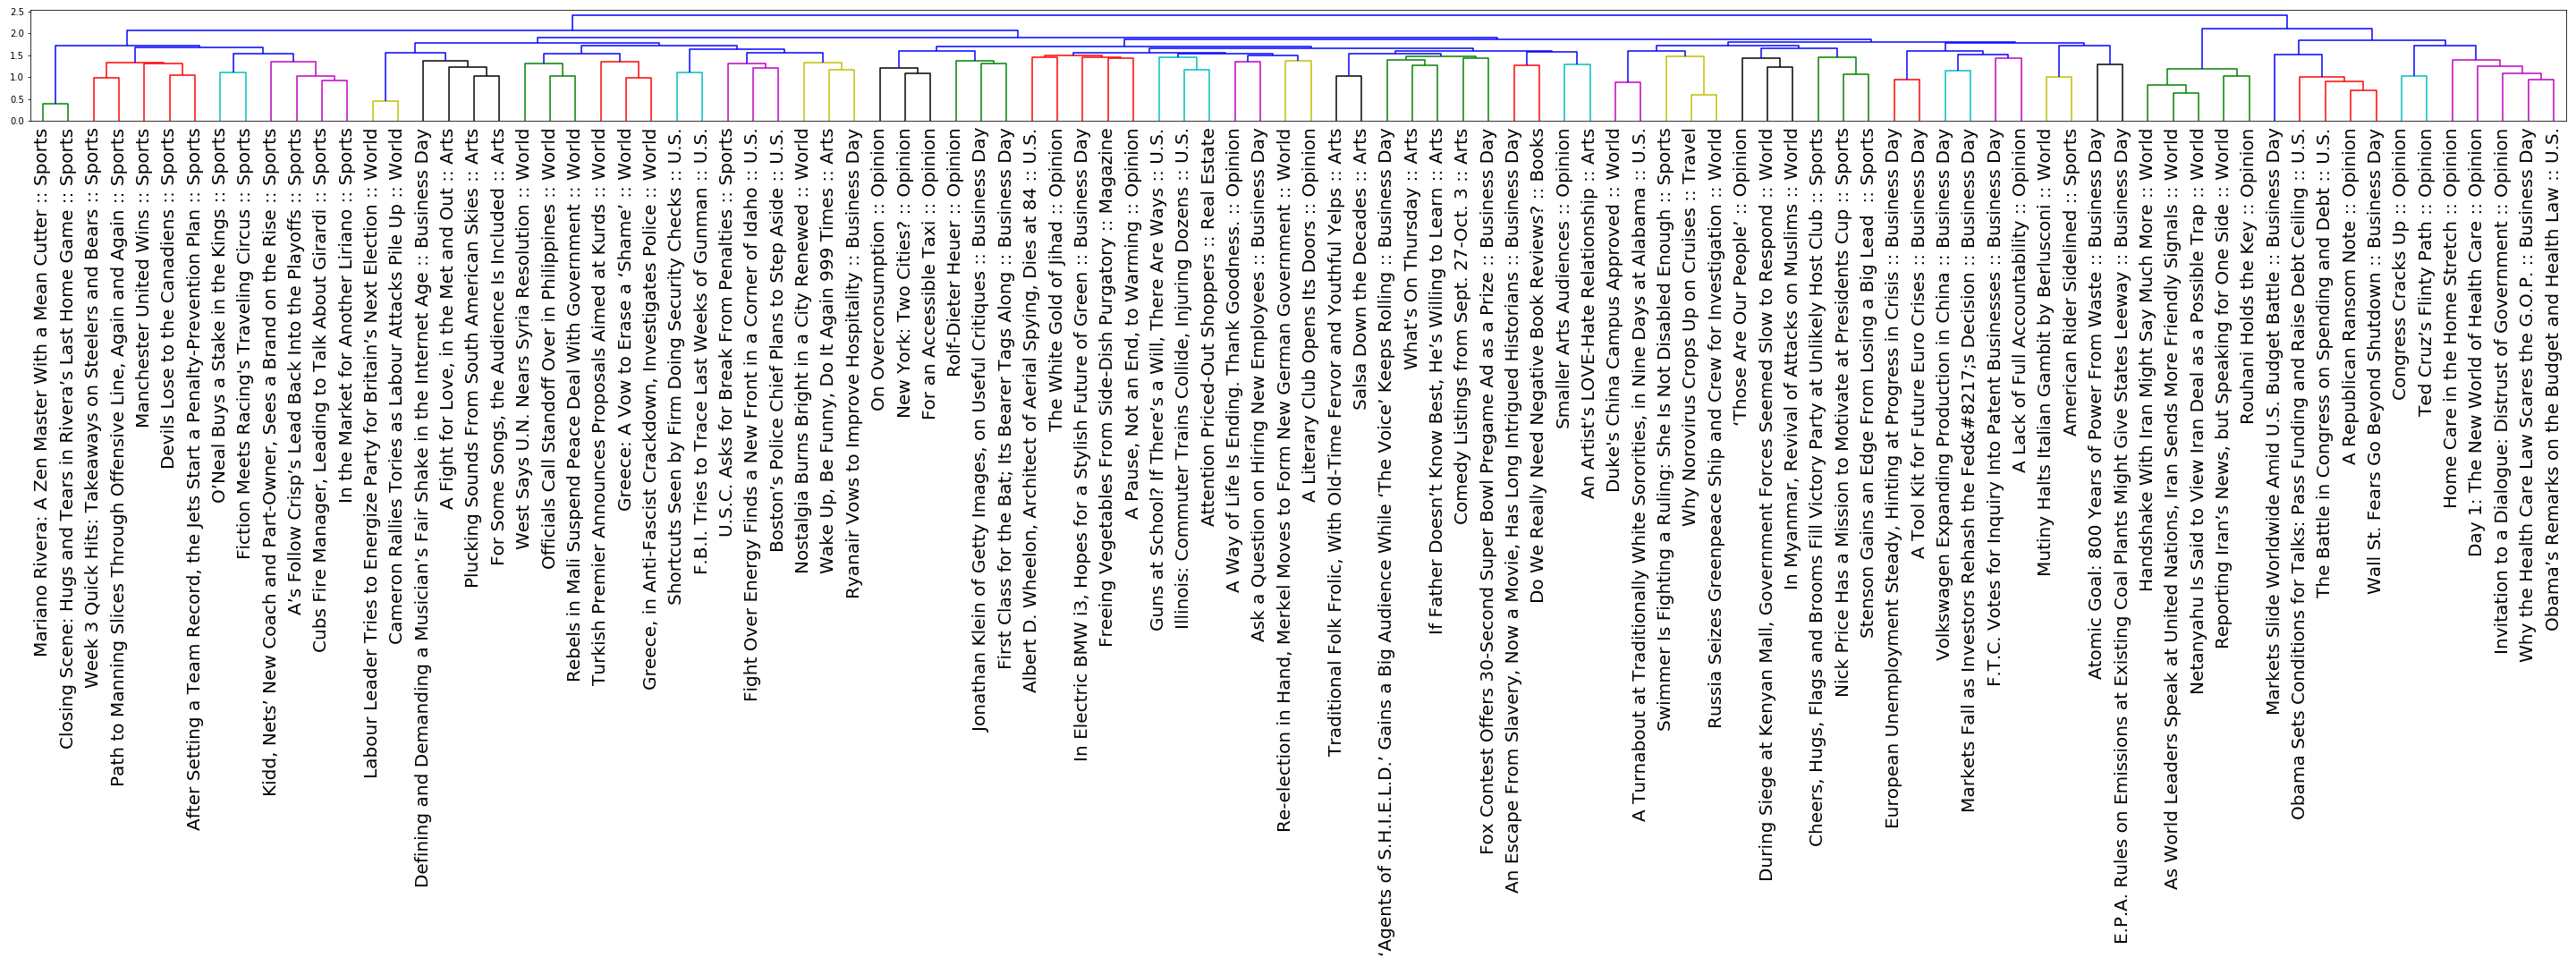 2.5
2.0
1.5
1.0
0.5
0.0
Mariano Rivera: A Zen Master With a Mean Cutter :: Sports
Closing Scene: Hugs and Tears in Rivera’s Last Home Game :: Sports
Week 3 Quick Hits: Takeaways on Steelers and Bears :: Sports
Path to Manning Slices Through Offensive Line, Again and Again :: Sports
Manchester United Wins :: Sports
Devils Lose to the Canadiens :: Sports
After Setting a Team Record, the Jets Start a Penalty-Prevention Plan :: Sports
O’Neal Buys a Stake in the Kings :: Sports
Fiction Meets Racing’s Traveling Circus :: Sports
Kidd, Nets’ New Coach and Part-Owner, Sees a Brand on the Rise :: Sports
A’s Follow Crisp’s Lead Back Into the Playoffs :: Sports
Cubs Fire Manager, Leading to Talk About Girardi :: Sports
In the Market for Another Liriano :: Sports
Labour Leader Tries to Energize Party for Britain’s Next Election :: World
Cameron Rallies Tories as Labour Attacks Pile Up :: World
Defining and Demanding a Musician’s Fair Shake in the Internet Age :: Business Day
A Fight for Love, in the Met and Out :: Arts
Plucking Sounds From South American Skies :: Arts
For Some Songs, the Audience Is Included :: Arts
West Says U.N. Nears Syria Resolution :: World
Officials Call Standoff Over in Philippines :: World
Rebels in Mali Suspend Peace Deal With Government :: World
Turkish Premier Announces Proposals Aimed at Kurds :: World
Greece: A Vow to Erase a ‘Shame’ :: World
Greece, in Anti-Fascist Crackdown, Investigates Police :: World
Shortcuts Seen by Firm Doing Security Checks :: U.S.
F.B.I. Tries to Trace Last Weeks of Gunman :: U.S.
U.S.C. Asks for Break From Penalties :: Sports
Fight Over Energy Finds a New Front in a Corner of Idaho :: U.S.
Boston’s Police Chief Plans to Step Aside :: U.S.
Nostalgia Burns Bright in a City Renewed :: World
Wake Up, Be Funny, Do It Again 999 Times :: Arts
Ryanair Vows to Improve Hospitality :: Business Day
On Overconsumption :: Opinion
New York: Two Cities? :: Opinion
For an Accessible Taxi :: Opinion
Rolf-Dieter Heuer :: Opinion
Jonathan Klein of Getty Images, on Useful Critiques :: Business Day
First Class for the Bat; Its Bearer Tags Along :: Business Day
Albert D. Wheelon, Architect of Aerial Spying, Dies at 84 :: U.S.
The White Gold of Jihad :: Opinion
In Electric BMW i3, Hopes for a Stylish Future of Green :: Business Day
Freeing Vegetables From Side-Dish Purgatory :: Magazine
A Pause, Not an End, to Warming :: Opinion
Guns at School? If There’s a Will, There Are Ways :: U.S.
Illinois: Commuter Trains Collide, Injuring Dozens :: U.S.
Attention Priced-Out Shoppers :: Real Estate
A Way of Life Is Ending. Thank Goodness. :: Opinion
Ask a Question on Hiring New Employees :: Business Day
Re-election in Hand, Merkel Moves to Form New German Government :: World
A Literary Club Opens Its Doors :: Opinion
Traditional Folk Frolic, With Old-Time Fervor and Youthful Yelps :: Arts
Salsa Down the Decades :: Arts
‘Agents of S.H.I.E.L.D.’ Gains a Big Audience While ‘The Voice’ Keeps Rolling :: Business Day
What’s On Thursday :: Arts
If Father Doesn’t Know Best, He’s Willing to Learn :: Arts
Comedy Listings from Sept. 27-Oct. 3 :: Arts
Fox Contest Offers 30-Second Super Bowl Pregame Ad as a Prize :: Business Day
An Escape From Slavery, Now a Movie, Has Long Intrigued Historians :: Business Day
Do We Really Need Negative Book Reviews? :: Books
Smaller Arts Audiences :: Opinion
An Artist’s LOVE-Hate Relationship :: Arts
Duke’s China Campus Approved :: World
A Turnabout at Traditionally White Sororities, in Nine Days at Alabama :: U.S.
Swimmer Is Fighting a Ruling: She Is Not Disabled Enough :: Sports
Why Norovirus Crops Up on Cruises :: Travel
Russia Seizes Greenpeace Ship and Crew for Investigation :: World
‘Those Are Our People’ :: Opinion
During Siege at Kenyan Mall, Government Forces Seemed Slow to Respond :: World
In Myanmar, Revival of Attacks on Muslims :: World
Cheers, Hugs, Flags and Brooms Fill Victory Party at Unlikely Host Club :: Sports
Nick Price Has a Mission to Motivate at Presidents Cup :: Sports
Stenson Gains an Edge From Losing a Big Lead :: Sports
European Unemployment Steady, Hinting at Progress in Crisis :: Business Day
A Tool Kit for Future Euro Crises :: Business Day
Volkswagen Expanding Production in China :: Business Day
Markets Fall as Investors Rehash the Fed&#8217;s Decision :: Business Day
F.T.C. Votes for Inquiry Into Patent Businesses :: Business Day
A Lack of Full Accountability :: Opinion
Mutiny Halts Italian Gambit by Berlusconi :: World
American Rider Sidelined :: Sports
Atomic Goal: 800 Years of Power From Waste :: Business Day
E.P.A. Rules on Emissions at Existing Coal Plants Might Give States Leeway :: Business Day
Handshake With Iran Might Say Much More :: World
As World Leaders Speak at United Nations, Iran Sends More Friendly Signals :: World
Netanyahu Is Said to View Iran Deal as a Possible Trap :: World
Reporting Iran’s News, but Speaking for One Side :: World
Rouhani Holds the Key :: Opinion
Markets Slide Worldwide Amid U.S. Budget Battle :: Business Day
Obama Sets Conditions for Talks: Pass Funding and Raise Debt Ceiling :: U.S.
The Battle in Congress on Spending and Debt :: U.S.
A Republican Ransom Note :: Opinion
Wall St. Fears Go Beyond Shutdown :: Business Day
Congress Cracks Up :: Opinion
Ted Cruz’s Flinty Path :: Opinion
Home Care in the Home Stretch :: Opinion
Day 1: The New World of Health Care :: Opinion
Invitation to a Dialogue: Distrust of Government :: Opinion
Why the Health Care Law Scares the G.O.P. :: Business Day
Obama’s Remarks on the Budget and Health Law :: U.S.